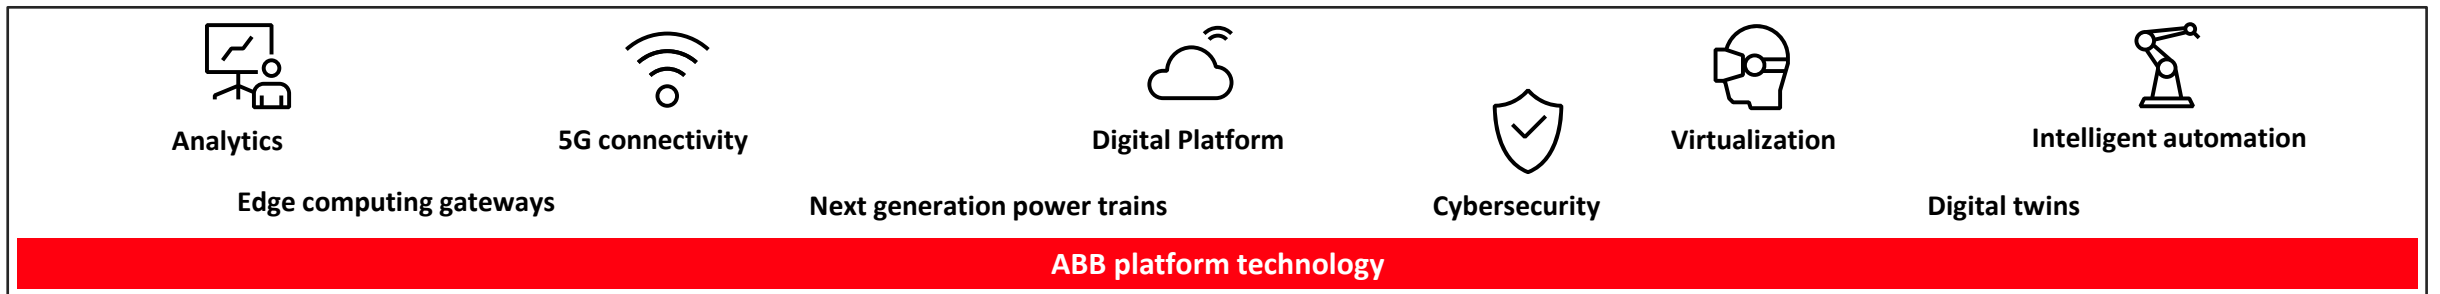 Analytics
5G connectivity
Digital Platform
Virtualization
Intelligent automation
Edge computing gateways
Next generation power trains
Cybersecurity
Digital twins
ABB platform technology